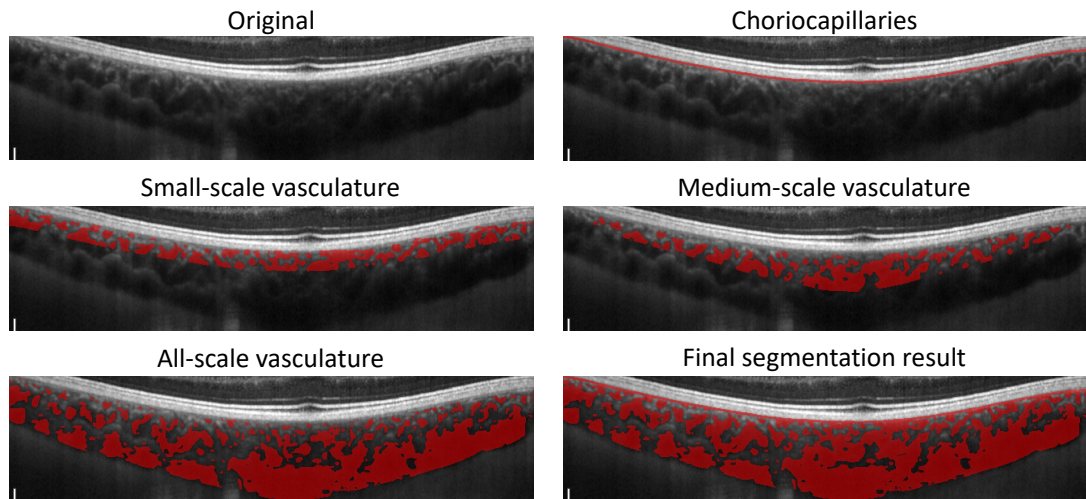 Original
Choriocapillaries
Small-scale vasculature
Medium-scale vasculature
All-scale vasculature
Final segmentation result